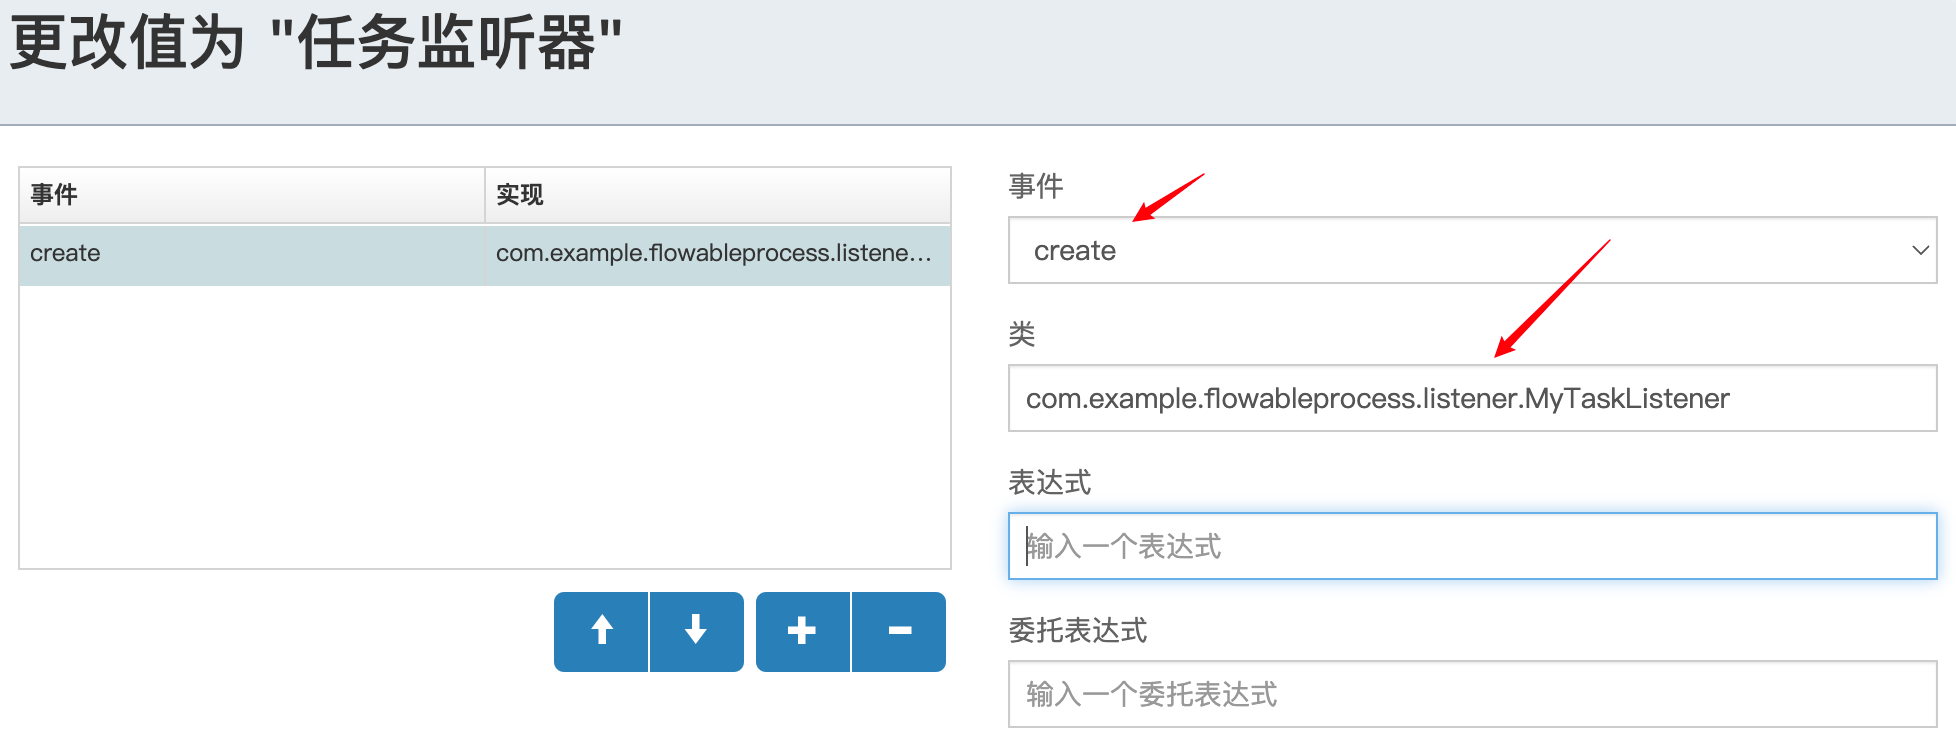 更改值为 "任务监听器"
事件 实现
create com.example.flowableprocess.listene...
事件
create
类
com.example.flowableprocess.listener.MyTaskListener
表达式
输入一个表达式
委托表达式
输入一个委托表达式